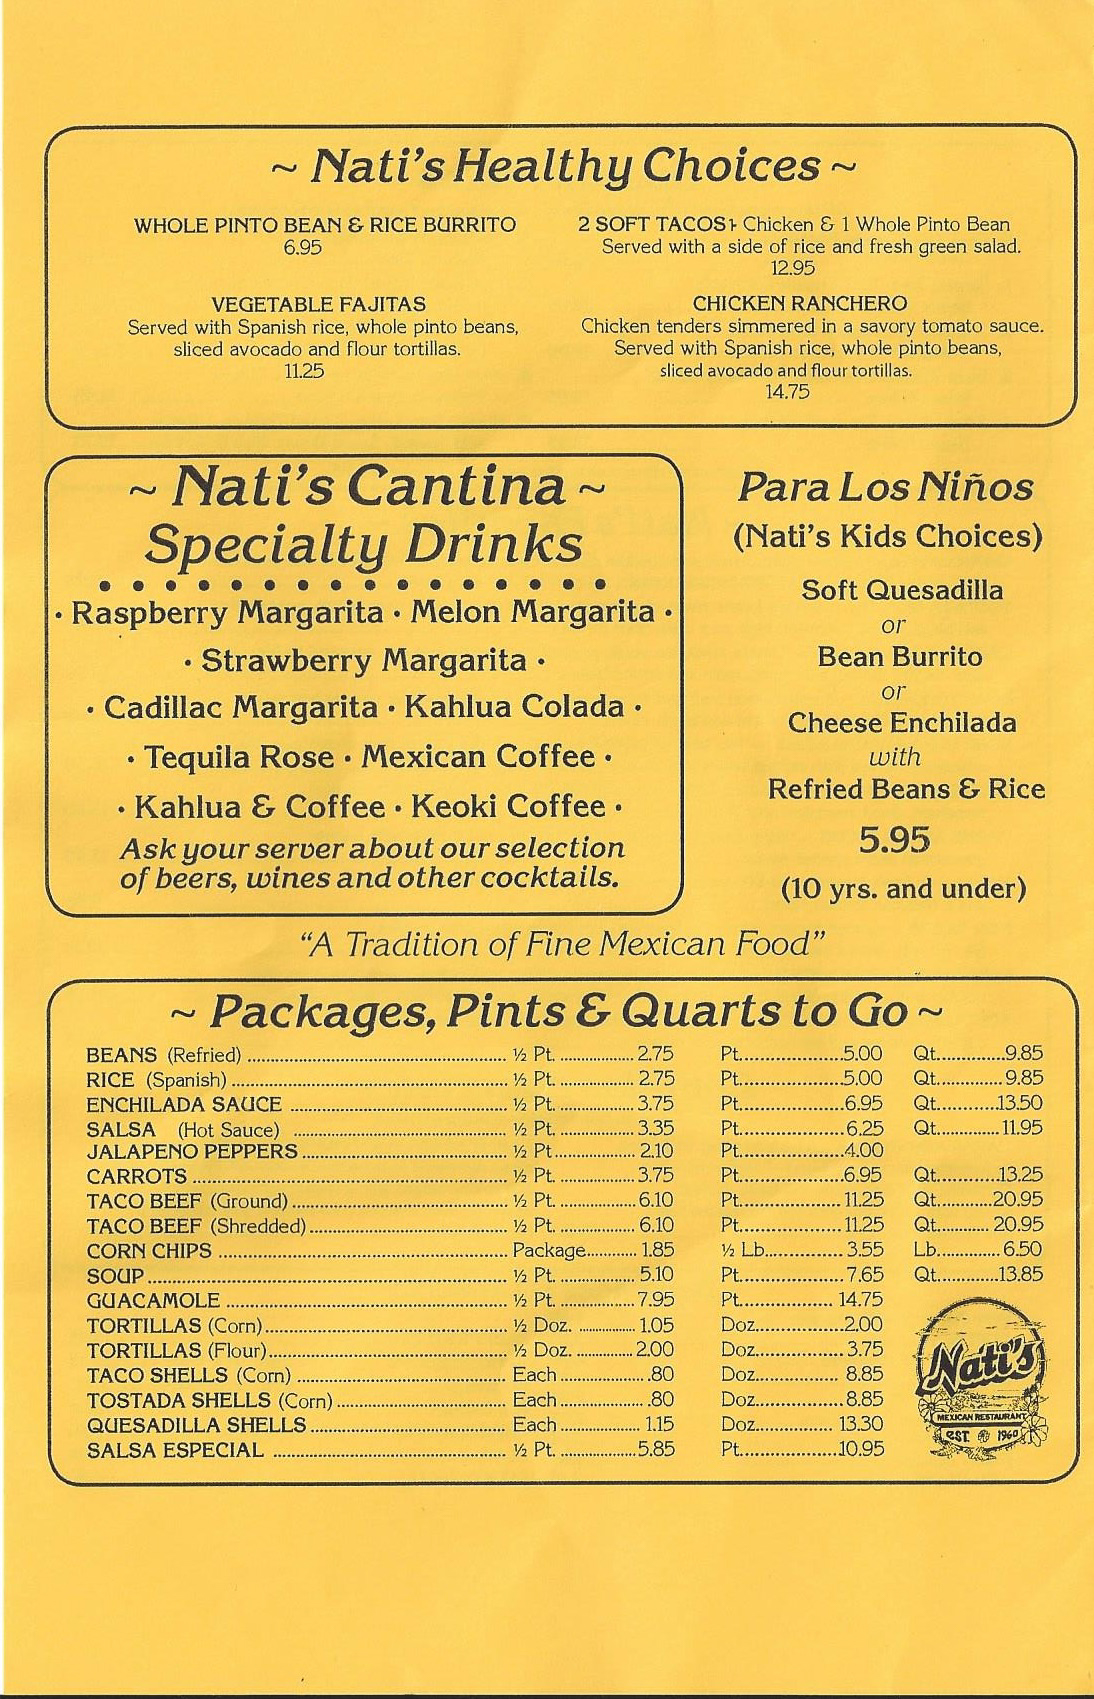 ~ Nati's Healthy Choices ~
WHOLE PINTO BEAN & RICE BURRITO
6.95
2 SOFT TACOS 1- Chicken & 1 Whole Pinto Bean
Served with a side of rice and fresh green salad.
12.95
VEGETABLE FAJITAS
Served with Spanish rice, whole pinto beans,
sliced avocado and flour tortillas.
11.25
CHICKEN RANCHERO
Chicken tenders simmered in a savory tomato sauce.
Served with Spanish rice, whole pinto beans,
sliced avocado and flour tortillas.
14.75
~ Nati's Cantina ~
Specialty Drinks
· Raspberry Margarita · Melon Margarita ·
· Strawberry Margarita ·
· Cadillac Margarita · Kahlua Colada ·
· Tequila Rose · Mexican Coffee ·
· Kahlua & Coffee · Keoki Coffee ·
Ask your server about our selection
of beers, wines and other cocktails.
Para Los Niños
(Nati's Kids Choices)
Soft Quesadilla
or
Bean Burrito
or
Cheese Enchilada
with
Refried Beans & Rice
5.95
(10 yrs. and under)
"A Tradition of Fine Mexican Food"
~ Packages, Pints & Quarts to Go ~
BEANS (Refried) ........ ½ Pt. ........ 2.75 Pt. ........ 5.00 Qt. ........ 9.85
RICE (Spanish) ........ ½ Pt. ........ 2.75 Pt. ........ 5.00 Qt. ........ 9.85
ENCHILADA SAUCE ........ ½ Pt. ........ 3.75 Pt. ........ 6.95 Qt. ........ 13.50
SALSA (Hot Sauce) ........ ½ Pt. ........ 3.35 Pt. ........ 6.25 Qt. ........ 11.95
JALAPENO PEPPERS ........ ½ Pt. ........ 2.10 Pt. ........ 4.00
CARROTS ........ ½ Pt. ........ 3.75 Pt. ........ 6.95 Qt. ........ 13.25
TACO BEEF (Ground) ........ ½ Pt. ........ 6.10 Pt. ........ 11.25 Qt. ........ 20.95
TACO BEEF (Shredded) ........ ½ Pt. ........ 6.10 Pt. ........ 11.25 Qt. ........ 20.95
CORN CHIPS ........ Package ........ 1.85 ½ Lb. ........ 3.55 Lb. ........ 6.50
SOUP ........ ½ Pt. ........ 5.10 Pt. ........ 7.65 Qt. ........ 13.85
GUACAMOLE ........ ½ Pt. ........ 7.95 Pt. ........ 14.75
TORTILLAS (Corn) ........ ½ Doz. ........ 1.05 Doz. ........ 2.00
TORTILLAS (Flour) ........ ½ Doz. ........ 2.00 Doz. ........ 3.75
TACO SHELLS (Corn) ........ Each ........ .80 Doz. ........ 8.85
TOSTADA SHELLS (Corn) ........ Each ........ .80 Doz. ........ 8.85
QUESADILLA SHELLS ........ Each ........ 1.15 Doz. ........ 13.30
SALSA ESPECIAL ........ ½ Pt. ........ 5.85 Pt. ........ 10.95
Nati's
MEXICAN RESTAURANT
EST. 1960